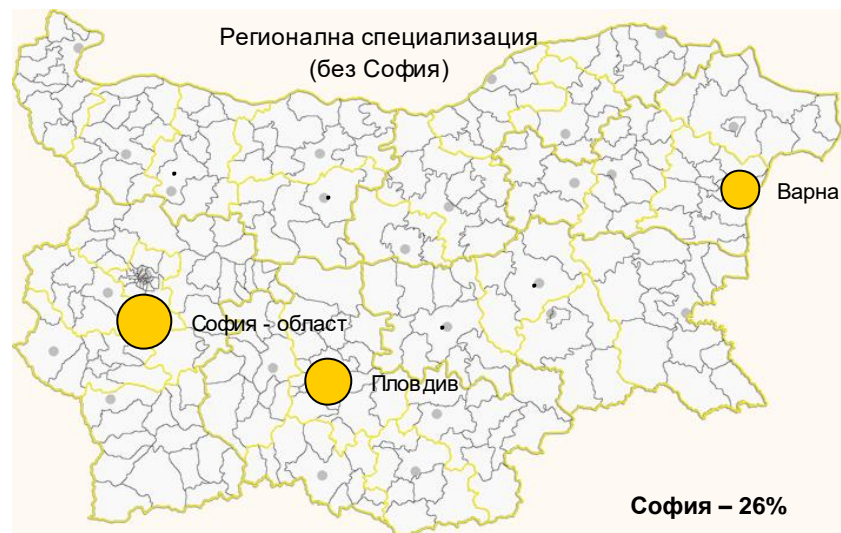 Регионална специализация
(без София)
Варна
София - област
Пловдив
София – 26%